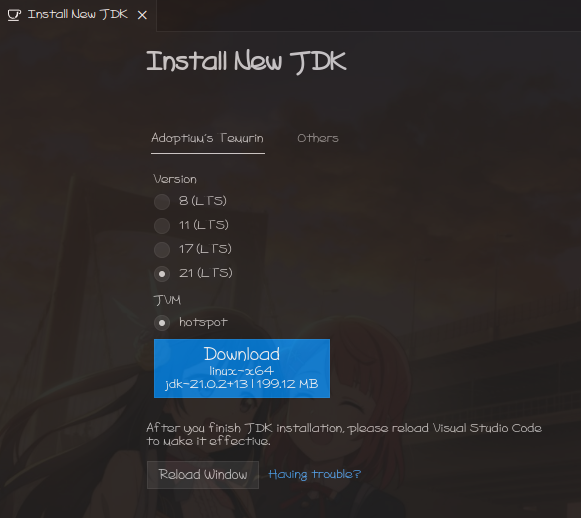 Install New JDK
Install New JDK
Adoptium's Temurin
Others
Version
8 (LTS)
11 (LTS)
17 (LTS)
21 (LTS)
JVM
hotspot
Download
linux-x64
jdk-21.0.2+13 | 199.12 MB
After you finish JDK installation, please reload Visual Studio Code
to make it effective.
Reload Window
Having trouble?